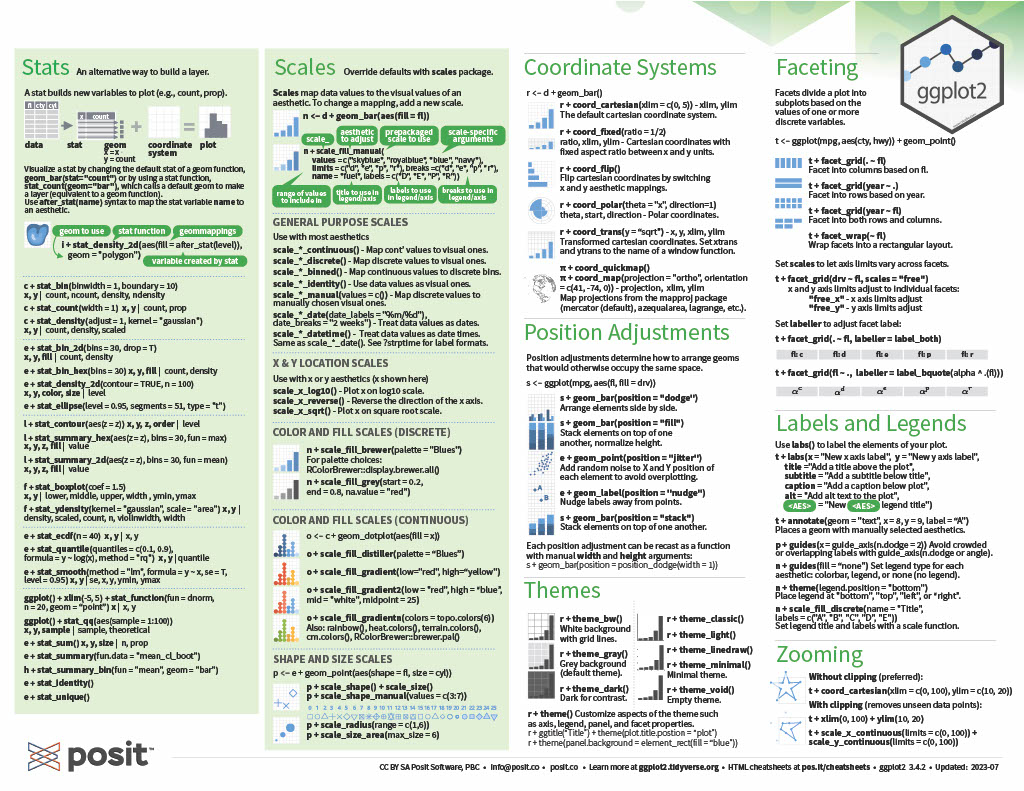 Stats An alternative way to build a layer.
A stat builds new variables to plot (e.g., count, prop).
fl cty cyl
x count
data stat geom coordinate plot
x = x system
y = count
Visualize a stat by changing the default stat of a geom function,
geom_bar(stat="count") or by using a stat function,
stat_count(geom="bar"), which calls a default geom to make
a layer (equivalent to a geom function).
Use after_stat(name) syntax to map the stat variable name to
an aesthetic.
geom to use stat function geommappings
i + stat_density_2d(aes(fill = after_stat(level)),
geom = "polygon")
variable created by stat
c + stat_bin(binwidth = 1, boundary = 10)
x, y | count, ncount, density, ndensity
c + stat_count(width = 1) x, y | count, prop
c + stat_density(adjust = 1, kernel = "gaussian")
x, y | count, density, scaled
e + stat_bin_2d(bins = 30, drop = T)
x, y, fill | count, density
e + stat_bin_hex(bins = 30) x, y, fill | count, density
e + stat_density_2d(contour = TRUE, n = 100)
x, y, color, size | level
e + stat_ellipse(level = 0.95, segments = 51, type = "t")
l + stat_contour(aes(z = z)) x, y, z, order | level
l + stat_summary_hex(aes(z = z), bins = 30, fun = max)
x, y, z, fill | value
l + stat_summary_2d(aes(z = z), bins = 30, fun = mean)
x, y, z, fill | value
f + stat_boxplot(coef = 1.5)
x, y | lower, middle, upper, width , ymin, ymax
f + stat_ydensity(kernel = "gaussian", scale = "area") x, y |
density, scaled, count, n, violinwidth, width
e + stat_ecdf(n = 40) x, y | x, y
e + stat_quantile(quantiles = c(0.1, 0.9),
formula = y ~ log(x), method = "rq") x, y | quantile
e + stat_smooth(method = "lm", formula = y ~ x, se = T,
level = 0.95) x, y | se, x, y, ymin, ymax
ggplot() + xlim(-5, 5) + stat_function(fun = dnorm,
n = 20, geom = "point") x | x, y
ggplot() + stat_qq(aes(sample = 1:100))
x, y, sample | sample, theoretical
e + stat_sum() x, y, size | n, prop
e + stat_summary(fun.data = "mean_cl_boot")
h + stat_summary_bin(fun = "mean", geom = "bar")
e + stat_identity()
e + stat_unique()
Scales Override defaults with scales package.
Scales map data values to the visual values of an
aesthetic. To change a mapping, add a new scale.
n <- d + geom_bar(aes(fill = fl))
scale_ aesthetic to adjust prepackaged scale to use scale-specific arguments
n + scale_fill_manual(
values = c("skyblue", "royalblue", "blue", "navy"),
limits = c("d", "e", "p", "r"), breaks =c("d", "e", "p", "r"),
name = "fuel", labels = c("D", "E", "P", "R"))
range of values to include in title to use in legend/axis labels to use in legend/axis breaks to use in legend/axis
GENERAL PURPOSE SCALES
Use with most aesthetics
scale_*_continuous() - Map cont' values to visual ones.
scale_*_discrete() - Map discrete values to visual ones.
scale_*_binned() - Map continuous values to discrete bins.
scale_*_identity() - Use data values as visual ones.
scale_*_manual(values = c()) - Map discrete values to
manually chosen visual ones.
scale_*_date(date_labels = "%m/%d"),
date_breaks = "2 weeks") - Treat data values as dates.
scale_*_datetime() - Treat data values as date times.
Same as scale_*_date(). See ?strptime for label formats.
X & Y LOCATION SCALES
Use with x or y aesthetics (x shown here)
scale_x_log10() - Plot x on log10 scale.
scale_x_reverse() - Reverse the direction of the x axis.
scale_x_sqrt() - Plot x on square root scale.
COLOR AND FILL SCALES (DISCRETE)
n + scale_fill_brewer(palette = "Blues")
For palette choices:
RColorBrewer::display.brewer.all()
n + scale_fill_grey(start = 0.2,
end = 0.8, na.value = "red")
COLOR AND FILL SCALES (CONTINUOUS)
o <- c + geom_dotplot(aes(fill = x))
o + scale_fill_distiller(palette = "Blues")
o + scale_fill_gradient(low="red", high="yellow")
o + scale_fill_gradient2(low = "red", high = "blue",
mid = "white", midpoint = 25)
o + scale_fill_gradientn(colors = topo.colors(6))
Also: rainbow(), heat.colors(), terrain.colors(),
cm.colors(), RColorBrewer::brewer.pal()
SHAPE AND SIZE SCALES
p <- e + geom_point(aes(shape = fl, size = cyl))
p + scale_shape() + scale_size()
p + scale_shape_manual(values = c(3:7))
0 1 2 3 4 5 6 7 8 9 10 11 12 13 14 15 16 17 18 19 20 21 22 23 24 25
p + scale_radius(range = c(1,6))
p + scale_size_area(max_size = 6)
Coordinate Systems
r <- d + geom_bar()
r + coord_cartesian(xlim = c(0, 5)) - xlim, ylim
The default cartesian coordinate system.
r + coord_fixed(ratio = 1/2)
ratio, xlim, ylim - Cartesian coordinates with
fixed aspect ratio between x and y units.
r + coord_flip()
Flip cartesian coordinates by switching
x and y aesthetic mappings.
r + coord_polar(theta = "x", direction=1)
theta, start, direction - Polar coordinates.
r + coord_trans(y = "sqrt") - x, y, xlim, ylim
Transformed cartesian coordinates. Set xtrans
and ytrans to the name of a window function.
π + coord_quickmap()
π + coord_map(projection = "ortho", orientation
= c(41, -74, 0)) - projection, xlim, ylim
Map projections from the mapproj package
(mercator (default), azequalarea, lagrange, etc.).
Position Adjustments
Position adjustments determine how to arrange geoms
that would otherwise occupy the same space.
s <- ggplot(mpg, aes(fl, fill = drv))
s + geom_bar(position = "dodge")
Arrange elements side by side.
s + geom_bar(position = "fill")
Stack elements on top of one
another, normalize height.
e + geom_point(position = "jitter")
Add random noise to X and Y position of
each element to avoid overplotting.
A
B
e + geom_label(position = "nudge")
Nudge labels away from points.
s + geom_bar(position = "stack")
Stack elements on top of one another.
Each position adjustment can be recast as a function
with manual width and height arguments:
s + geom_bar(position = position_dodge(width = 1))
Themes
r + theme_bw()
White background
with grid lines.
r + theme_gray()
Grey background
(default theme).
r + theme_dark()
Dark for contrast.
r + theme_classic()
r + theme_light()
r + theme_linedraw()
r + theme_minimal()
Minimal theme.
r + theme_void()
Empty theme.
r + theme() Customize aspects of the theme such
as axis, legend, panel, and facet properties.
r + ggtitle("Title") + theme(plot.title.postion = "plot")
r + theme(panel.background = element_rect(fill = "blue"))
ggplot2
Faceting
Facets divide a plot into
subplots based on the
values of one or more
discrete variables.
t <- ggplot(mpg, aes(cty, hwy)) + geom_point()
t + facet_grid(. ~ fl)
Facet into columns based on fl.
t + facet_grid(year ~ .)
Facet into rows based on year.
t + facet_grid(year ~ fl)
Facet into both rows and columns.
t + facet_wrap(~ fl)
Wrap facets into a rectangular layout.
Set scales to let axis limits vary across facets.
t + facet_grid(drv ~ fl, scales = "free")
x and y axis limits adjust to individual facets:
"free_x" - x axis limits adjust
"free_y" - y axis limits adjust
Set labeller to adjust facet label:
t + facet_grid(. ~ fl, labeller = label_both)
fl: c fl: d fl: e fl: p fl: r
t + facet_grid(fl ~ ., labeller = label_bquote(alpha ^ .(fl)))
α^c α^d α^e α^p α^r
Labels and Legends
Use labs() to label the elements of your plot.
t + labs(x = "New x axis label", y = "New y axis label",
title ="Add a title above the plot",
subtitle = "Add a subtitle below title",
caption = "Add a caption below plot",
alt = "Add alt text to the plot",
<AES> = "New <AES> legend title")
t + annotate(geom = "text", x = 8, y = 9, label = "A")
Places a geom with manually selected aesthetics.
p + guides(x = guide_axis(n.dodge = 2)) Avoid crowded
or overlapping labels with guide_axis(n.dodge or angle).
n + guides(fill = "none") Set legend type for each
aesthetic: colorbar, legend, or none (no legend).
n + theme(legend.position = "bottom")
Place legend at "bottom", "top", "left", or "right".
n + scale_fill_discrete(name = "Title",
labels = c("A", "B", "C", "D", "E"))
Set legend title and labels with a scale function.
Zooming
Without clipping (preferred):
t + coord_cartesian(xlim = c(0, 100), ylim = c(10, 20))
With clipping (removes unseen data points):
t + xlim(0, 100) + ylim(10, 20)
t + scale_x_continuous(limits = c(0, 100)) +
scale_y_continuous(limits = c(0, 100))
posit™
CC BY SA Posit Software, PBC • info@posit.co • posit.co • Learn more at ggplot2.tidyverse.org • HTML cheatsheets at pos.it/cheatsheets • ggplot2 3.4.2 • Updated: 2023-07